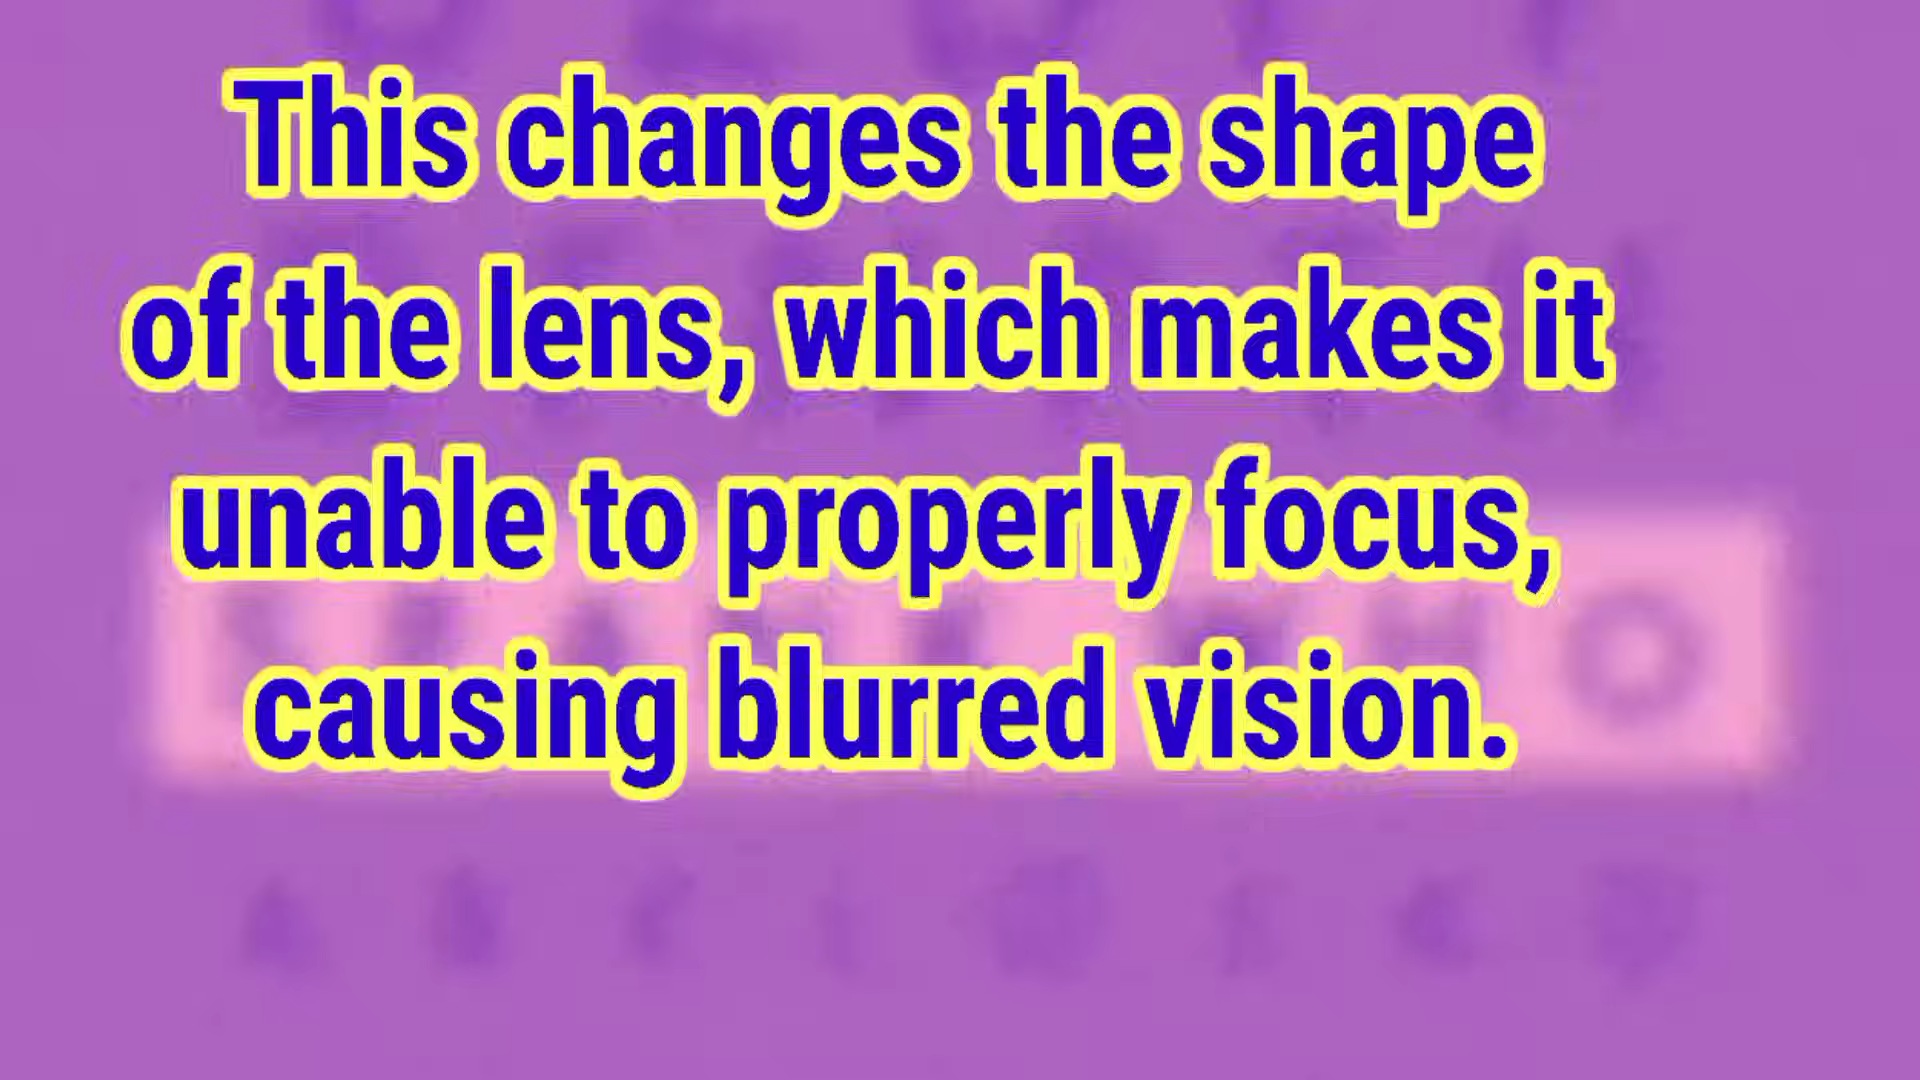 This changes the shape
of the lens, which makes it
unable to properly focus,
causing blurred vision.